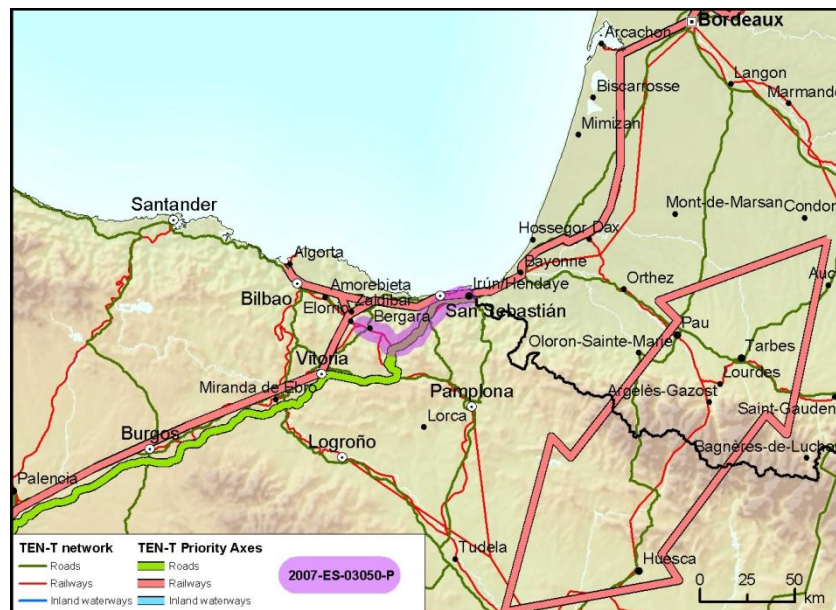 Bordeaux
Arcachon
Langon
Biscarrosse
Marmande
Mimizan
Santander
Mont-de-Marsan
Condom
Hossegor
Dax
Algorta
Bayonne
Auc
Amorebieta
Irún/Hendaye
Orthez
Bilbao
Zaldibar
Elorrio
San Sebastián
Bergara
Pau
Oloron-Sainte-Marie
Tarbes
Vitoria
Lourdes
Miranda de Ebro
Pamplona
Argelès-Gazost
Saint-Gauden
Lorca
Burgos
Logroño
Bagnères-de-Luchon
Palencia
TEN-T network
TEN-T Priority Axes
Tudela
Huesca
Roads
Roads
2007-ES-03050-P
Railways
Railways
0 25 50
Inland waterways
Inland waterways
km